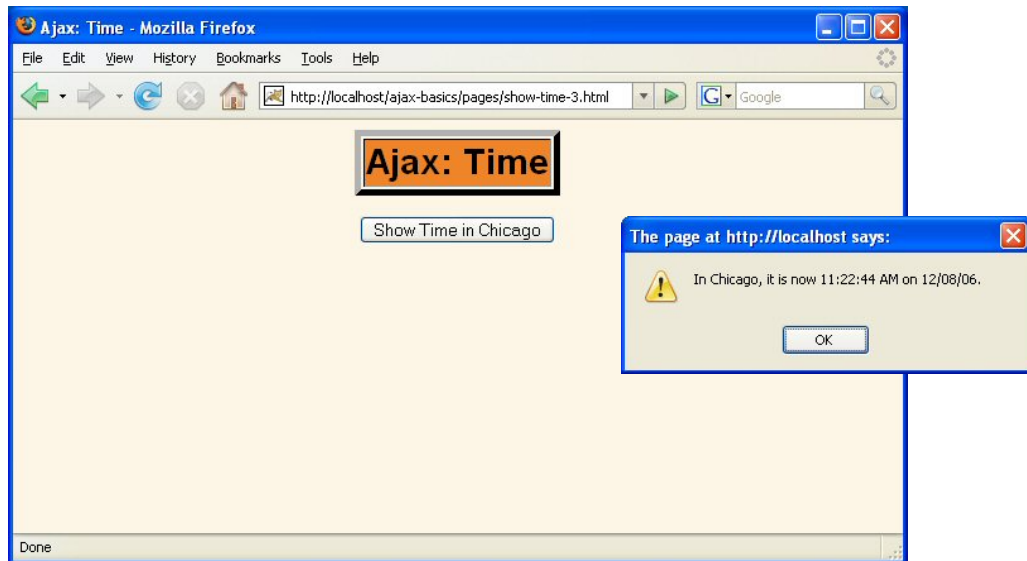 Ajax: Time - Mozilla Firefox
File Edit View History Bookmarks Tools Help
http://localhost/ajax-basics/pages/show-time-3.html
G Google
Ajax: Time
Show Time in Chicago
The page at http://localhost says:
In Chicago, it is now 11:22:44 AM on 12/08/06.
OK
Done